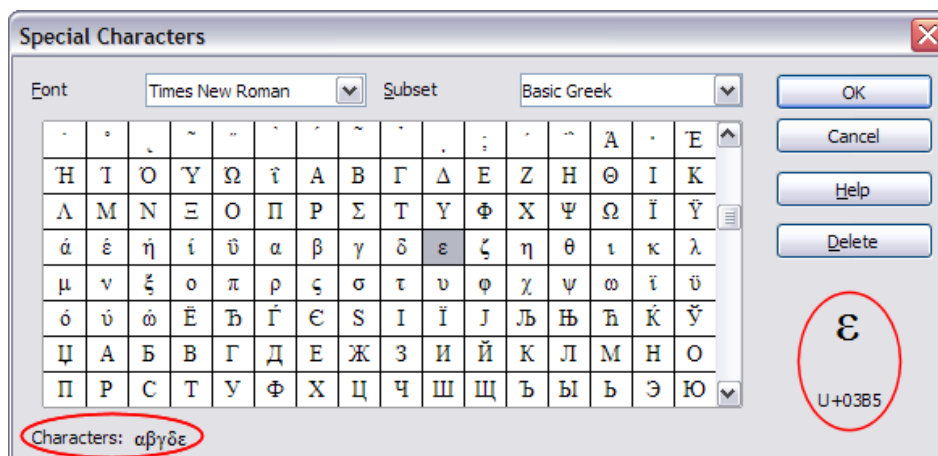 Special Characters
Font Times New Roman Subset Basic Greek OK
Cancel
Help
Delete
Ά · Έ
Ή Ί Ό Ύ Ώ ΐ Α Β Γ Δ Ε Ζ Η Θ Ι Κ
Λ Μ Ν Ξ Ο Π Ρ Σ Τ Υ Φ Χ Ψ Ω Ϊ Ϋ
ά έ ή ί ΰ α β γ δ ε ζ η θ ι κ λ
μ ν ξ ο π ρ ς σ τ υ φ χ ψ ω ϊ ϋ
ό ύ ώ Ё Ђ Ѓ Є Ѕ І Ї Ј Љ Њ Ћ Ќ Ў
Џ А Б В Г Д Е Ж З И Й К Л М Н О
П Р С Т У Ф Х Ц Ч Ш Щ Ъ Ы Ь Э Ю
ε
U+03B5
Characters: αβγδε